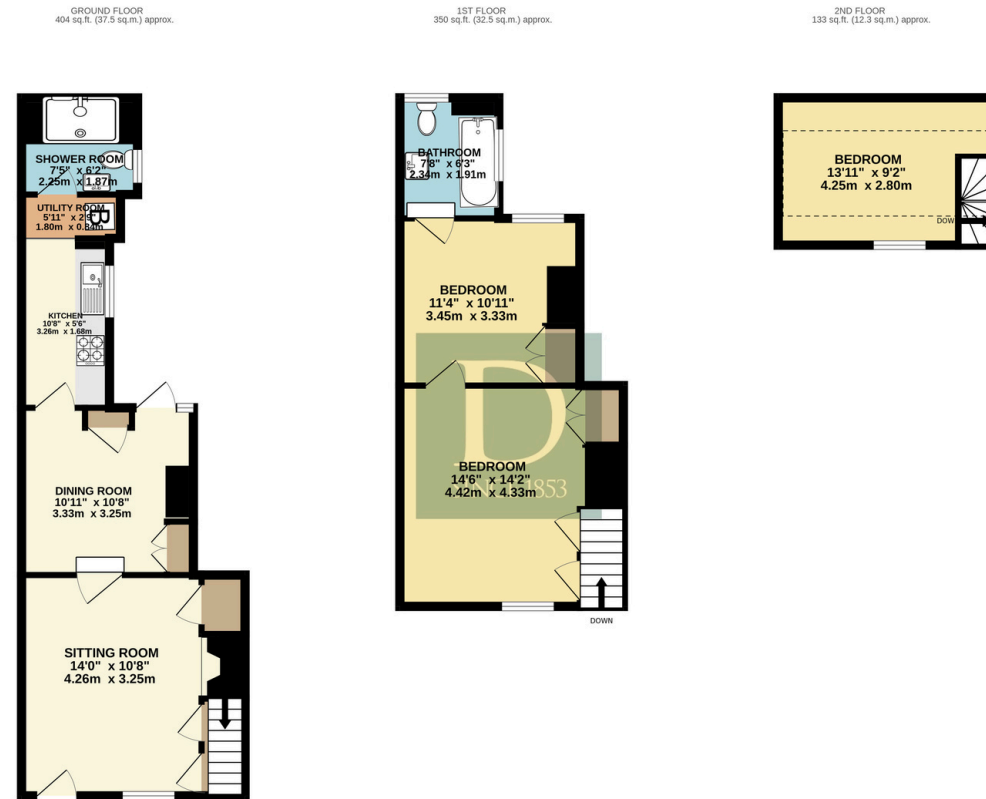 GROUND FLOOR
404 sq.ft. (37.5 sq.m.) approx.
1ST FLOOR
350 sq.ft. (32.5 sq.m.) approx.
2ND FLOOR
133 sq.ft. (12.3 sq.m.) approx.
SHOWER ROOM
7'5" x 6'2"
2.25m x 1.87m
UTILITY ROOM
5'11" x 2'9"
1.80m x 0.84m
B
KITCHEN
10'8" x 5'6"
3.26m x 1.68m
DINING ROOM
10'11" x 10'8"
3.33m x 3.25m
SITTING ROOM
14'0" x 10'8"
4.26m x 3.25m
BATHROOM
7'8" x 6'3"
2.34m x 1.91m
BEDROOM
11'4" x 10'11"
3.45m x 3.33m
D
BEDROOM
14'6" x 14'2"
4.42m x 4.33m
SINCE 1853
DOWN
BEDROOM
13'11" x 9'2"
4.25m x 2.80m
DOW